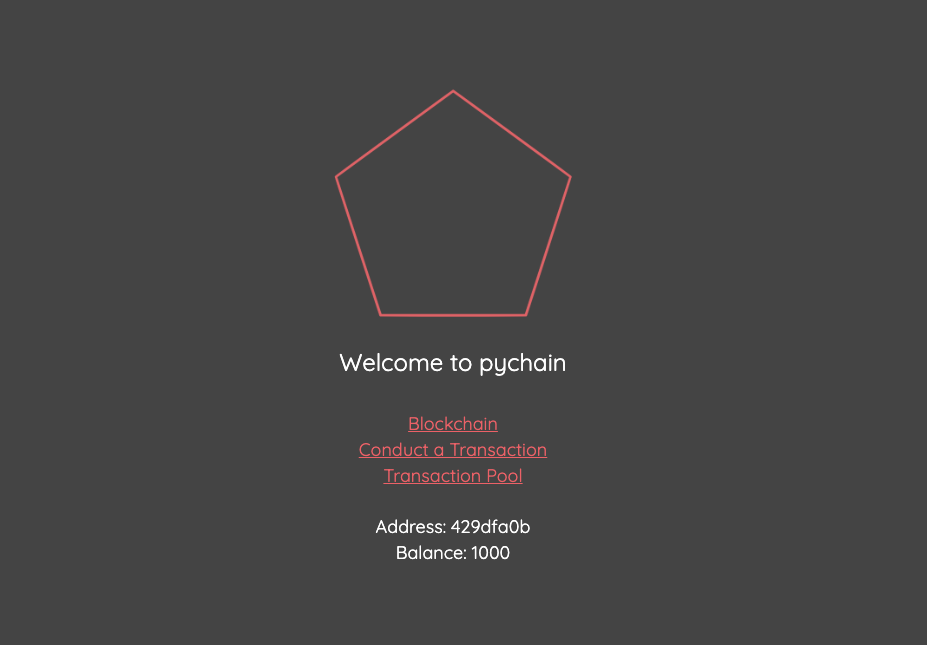 Welcome to pychain
Blockchain
Conduct a Transaction
Transaction Pool
Address: 429dfa0b
Balance: 1000